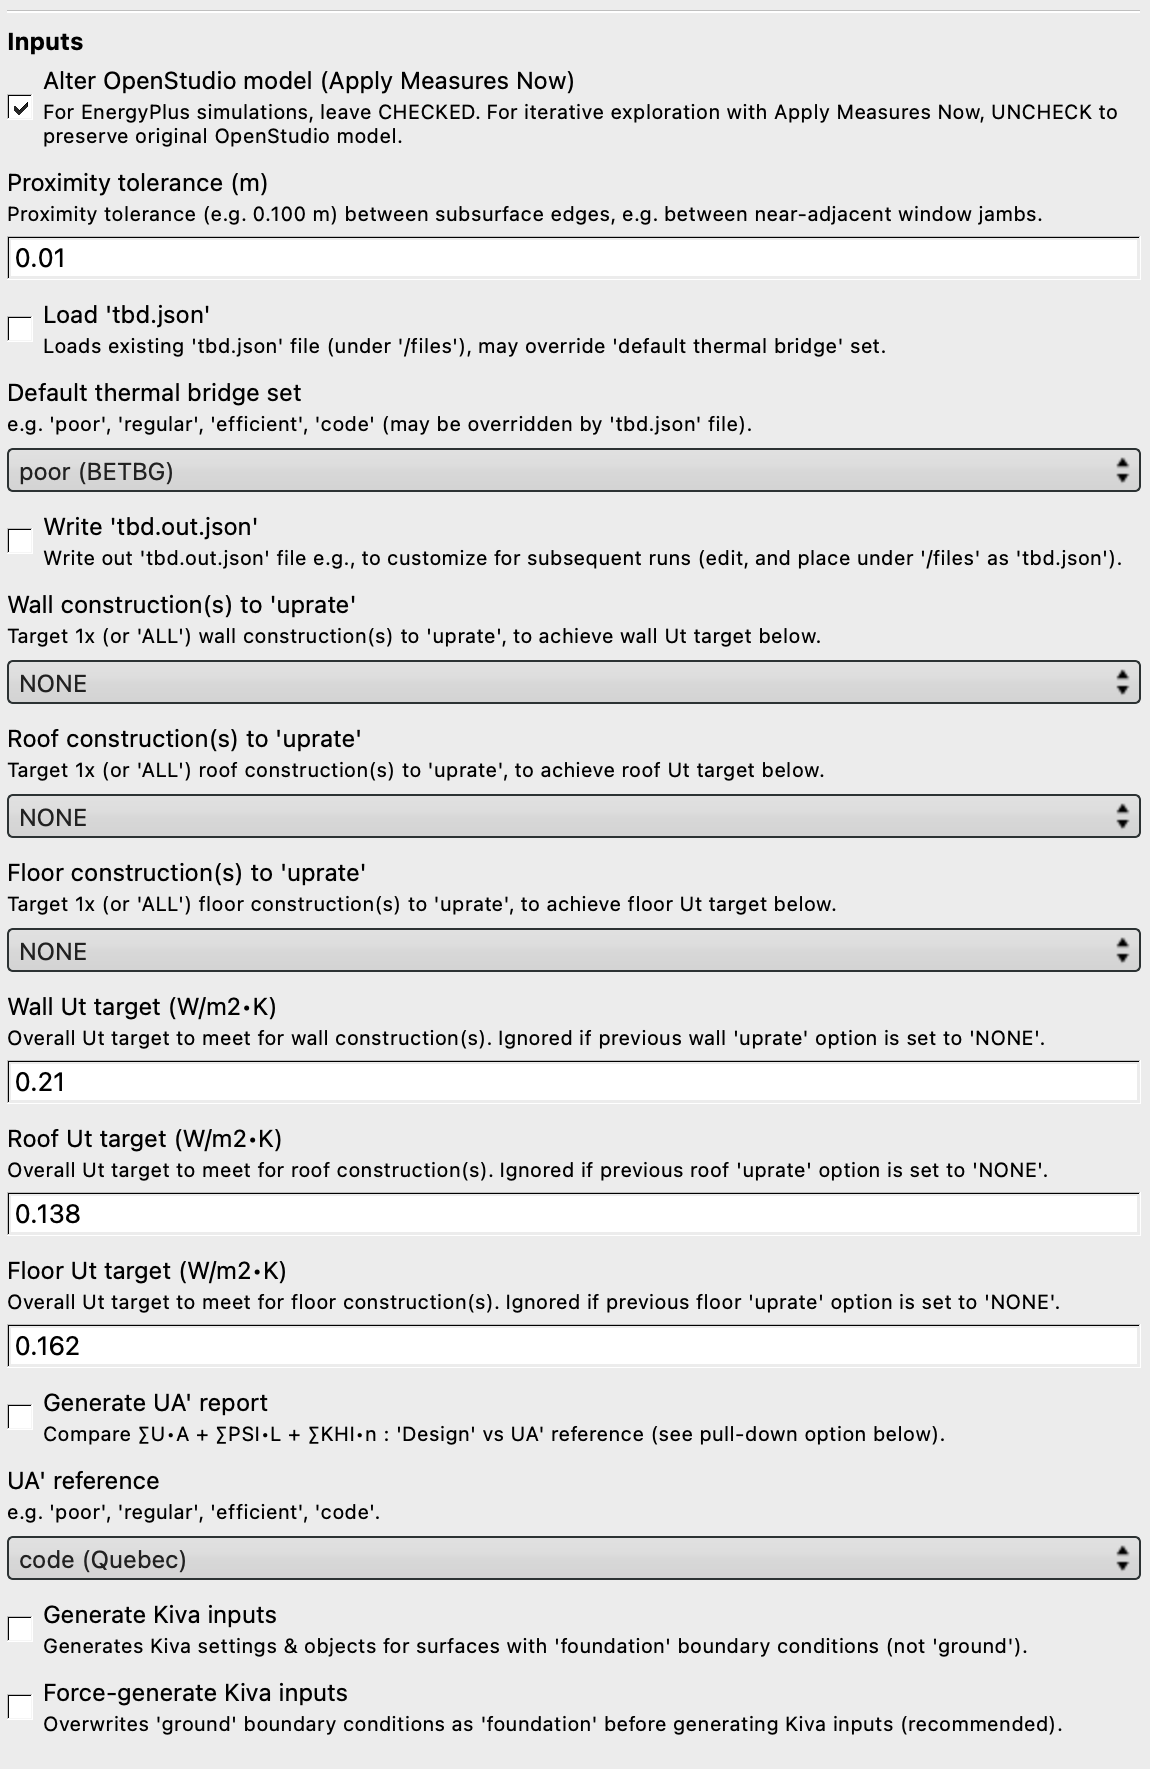 Inputs
Alter OpenStudio model (Apply Measures Now)
For EnergyPlus simulations, leave CHECKED. For iterative exploration with Apply Measures Now, UNCHECK to
preserve original OpenStudio model.
Proximity tolerance (m)
Proximity tolerance (e.g. 0.100 m) between subsurface edges, e.g. between near-adjacent window jambs.
0.01
Load 'tbd.json'
Loads existing 'tbd.json' file (under '/files'), may override 'default thermal bridge' set.
Default thermal bridge set
e.g. 'poor', 'regular', 'efficient', 'code' (may be overridden by 'tbd.json' file).
poor (BETBG)
Write 'tbd.out.json'
Write out 'tbd.out.json' file e.g., to customize for subsequent runs (edit, and place under '/files' as 'tbd.json').
Wall construction(s) to 'uprate'
Target 1x (or 'ALL') wall construction(s) to 'uprate', to achieve wall Ut target below.
NONE
Roof construction(s) to 'uprate'
Target 1x (or 'ALL') roof construction(s) to 'uprate', to achieve roof Ut target below.
NONE
Floor construction(s) to 'uprate'
Target 1x (or 'ALL') floor construction(s) to 'uprate', to achieve floor Ut target below.
NONE
Wall Ut target (W/m2•K)
Overall Ut target to meet for wall construction(s). Ignored if previous wall 'uprate' option is set to 'NONE'.
0.21
Roof Ut target (W/m2•K)
Overall Ut target to meet for roof construction(s). Ignored if previous roof 'uprate' option is set to 'NONE'.
0.138
Floor Ut target (W/m2•K)
Overall Ut target to meet for floor construction(s). Ignored if previous floor 'uprate' option is set to 'NONE'.
0.162
Generate UA' report
Compare ∑U•A + ∑PSI•L + ∑KHI•n : 'Design' vs UA' reference (see pull-down option below).
UA' reference
e.g. 'poor', 'regular', 'efficient', 'code'.
code (Quebec)
Generate Kiva inputs
Generates Kiva settings & objects for surfaces with 'foundation' boundary conditions (not 'ground').
Force-generate Kiva inputs
Overwrites 'ground' boundary conditions as 'foundation' before generating Kiva inputs (recommended).